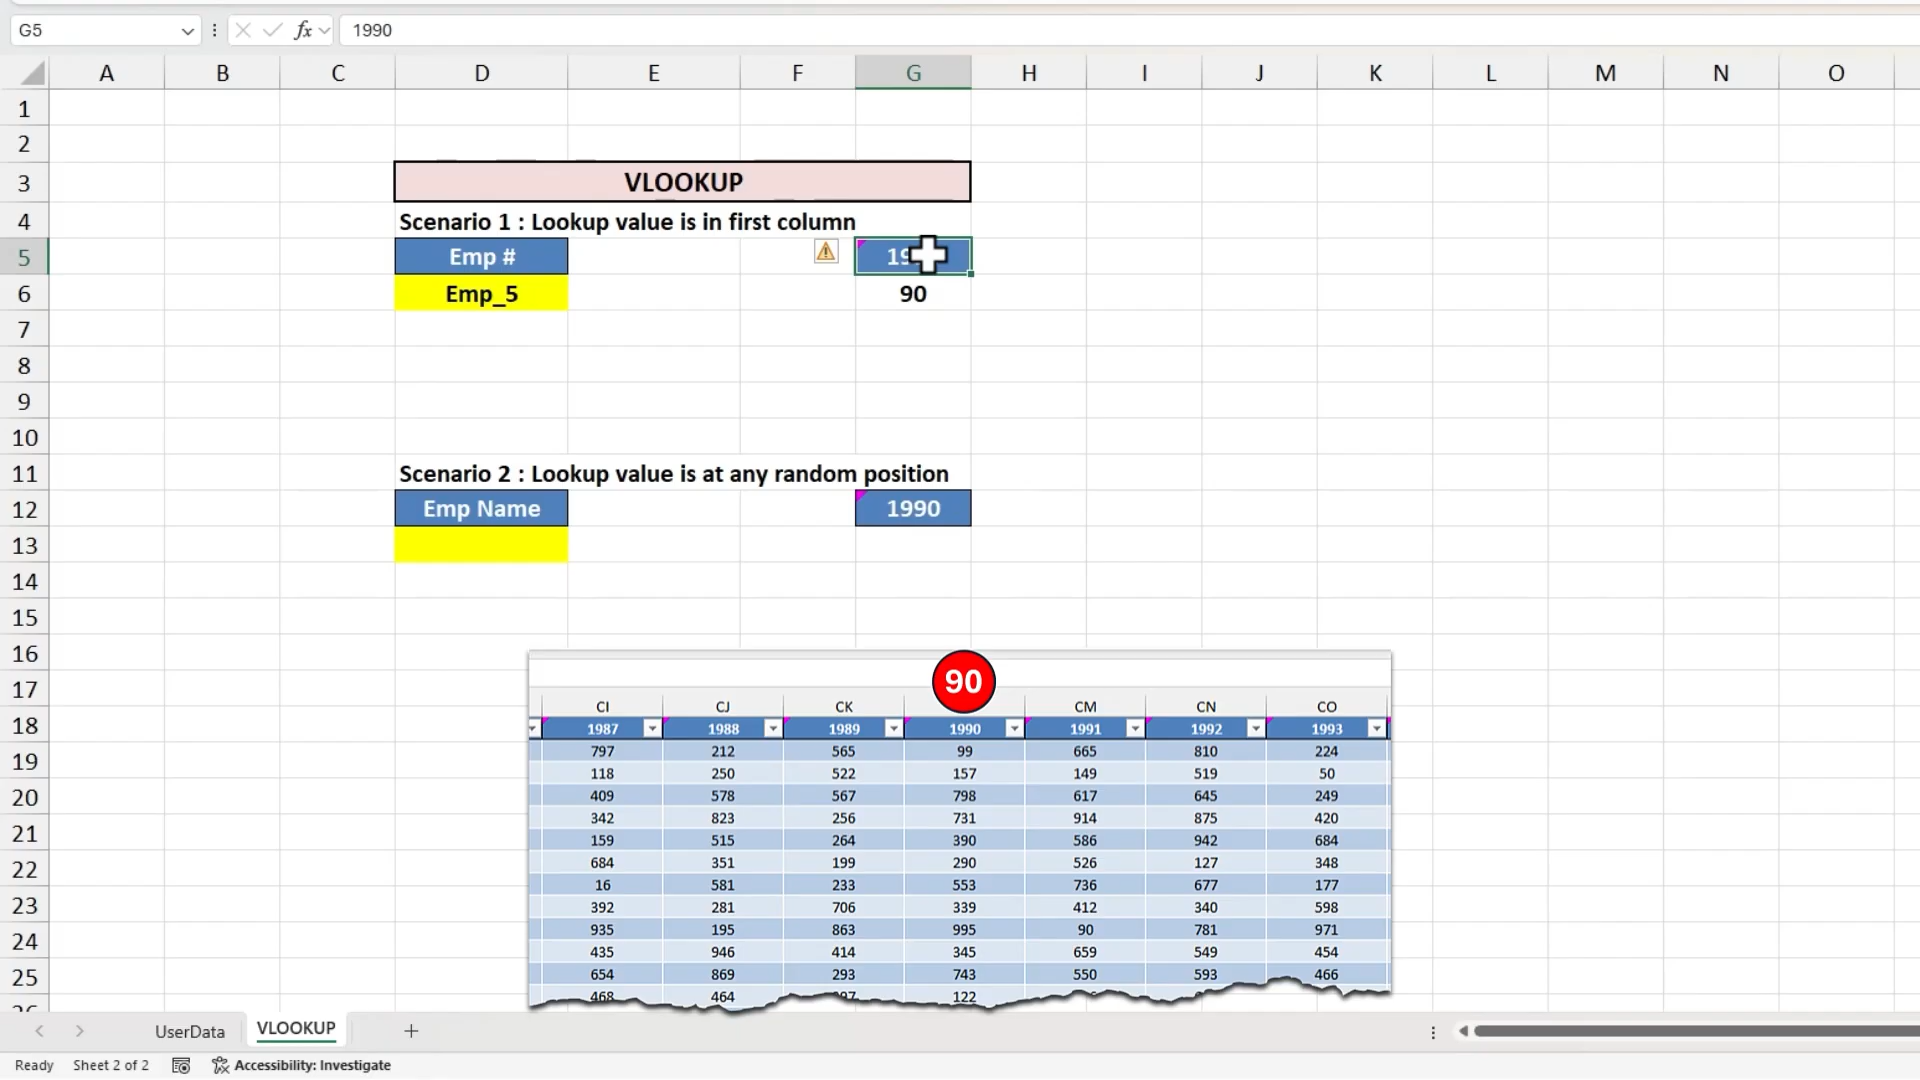 G5 fx 1990
A B C D E F G H I J K L M N O
1
2
3 VLOOKUP
4 Scenario 1 : Lookup value is in first column
5 Emp #
6 Emp_5 90
7
8
9
10
11 Scenario 2 : Lookup value is at any random position
12 Emp Name 1990
13
14
15
16
17 90
CI CJ CK CM CN CO
18 1987 1988 1989 1990 1991 1992 1993
797 212 565 99 665 810 224
19 118 250 522 157 149 519 50
20 409 578 567 798 617 645 249
21 342 823 256 731 914 875 420
159 515 264 390 586 942 684
22 684 351 199 290 526 127 348
16 581 233 553 736 677 177
23 392 281 706 339 412 340 598
24 935 195 863 995 90 781 971
435 946 414 345 659 549 454
25 654 869 293 743 550 593 466
468 464 122
UserData VLOOKUP +
Ready Sheet 2 of 2 Accessibility: Investigate